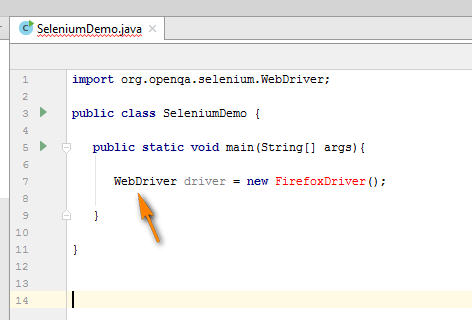 SeleniumDemo.java
1 import org.openqa.selenium.WebDriver;
2
3 public class SeleniumDemo {
4
5 public static void main(String[] args){
6
7 WebDriver driver = new FirefoxDriver();
8
9 }
10
11 }
12
13
14